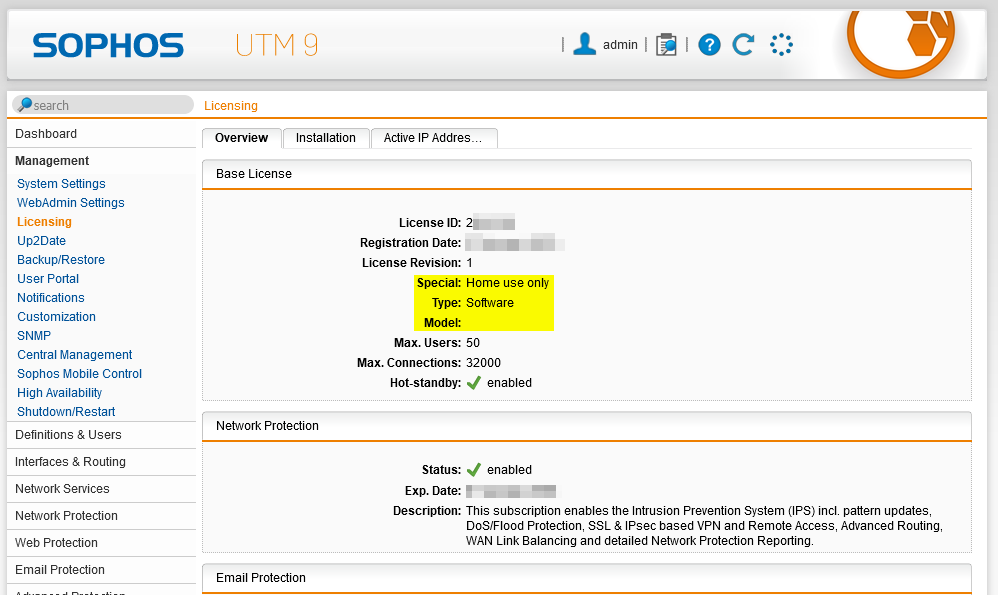 SOPHOS UTM 9
| admin | |
search
Licensing
Dashboard
Management
System Settings
WebAdmin Settings
Licensing
Up2Date
Backup/Restore
User Portal
Notifications
Customization
SNMP
Central Management
Sophos Mobile Control
High Availability
Shutdown/Restart
Definitions & Users
Interfaces & Routing
Network Services
Network Protection
Web Protection
Email Protection
Advanced Protection
Overview Installation Active IP Addres...
Base License
License ID: 2
Registration Date:
License Revision: 1
Special: Home use only
Type: Software
Model:
Max. Users: 50
Max. Connections: 32000
Hot-standby: enabled
Network Protection
Status: enabled
Exp. Date:
Description: This subscription enables the Intrusion Prevention System (IPS) incl. pattern updates,
DoS/Flood Protection, SSL & IPsec based VPN and Remote Access, Advanced Routing,
WAN Link Balancing and detailed Network Protection Reporting.
Email Protection